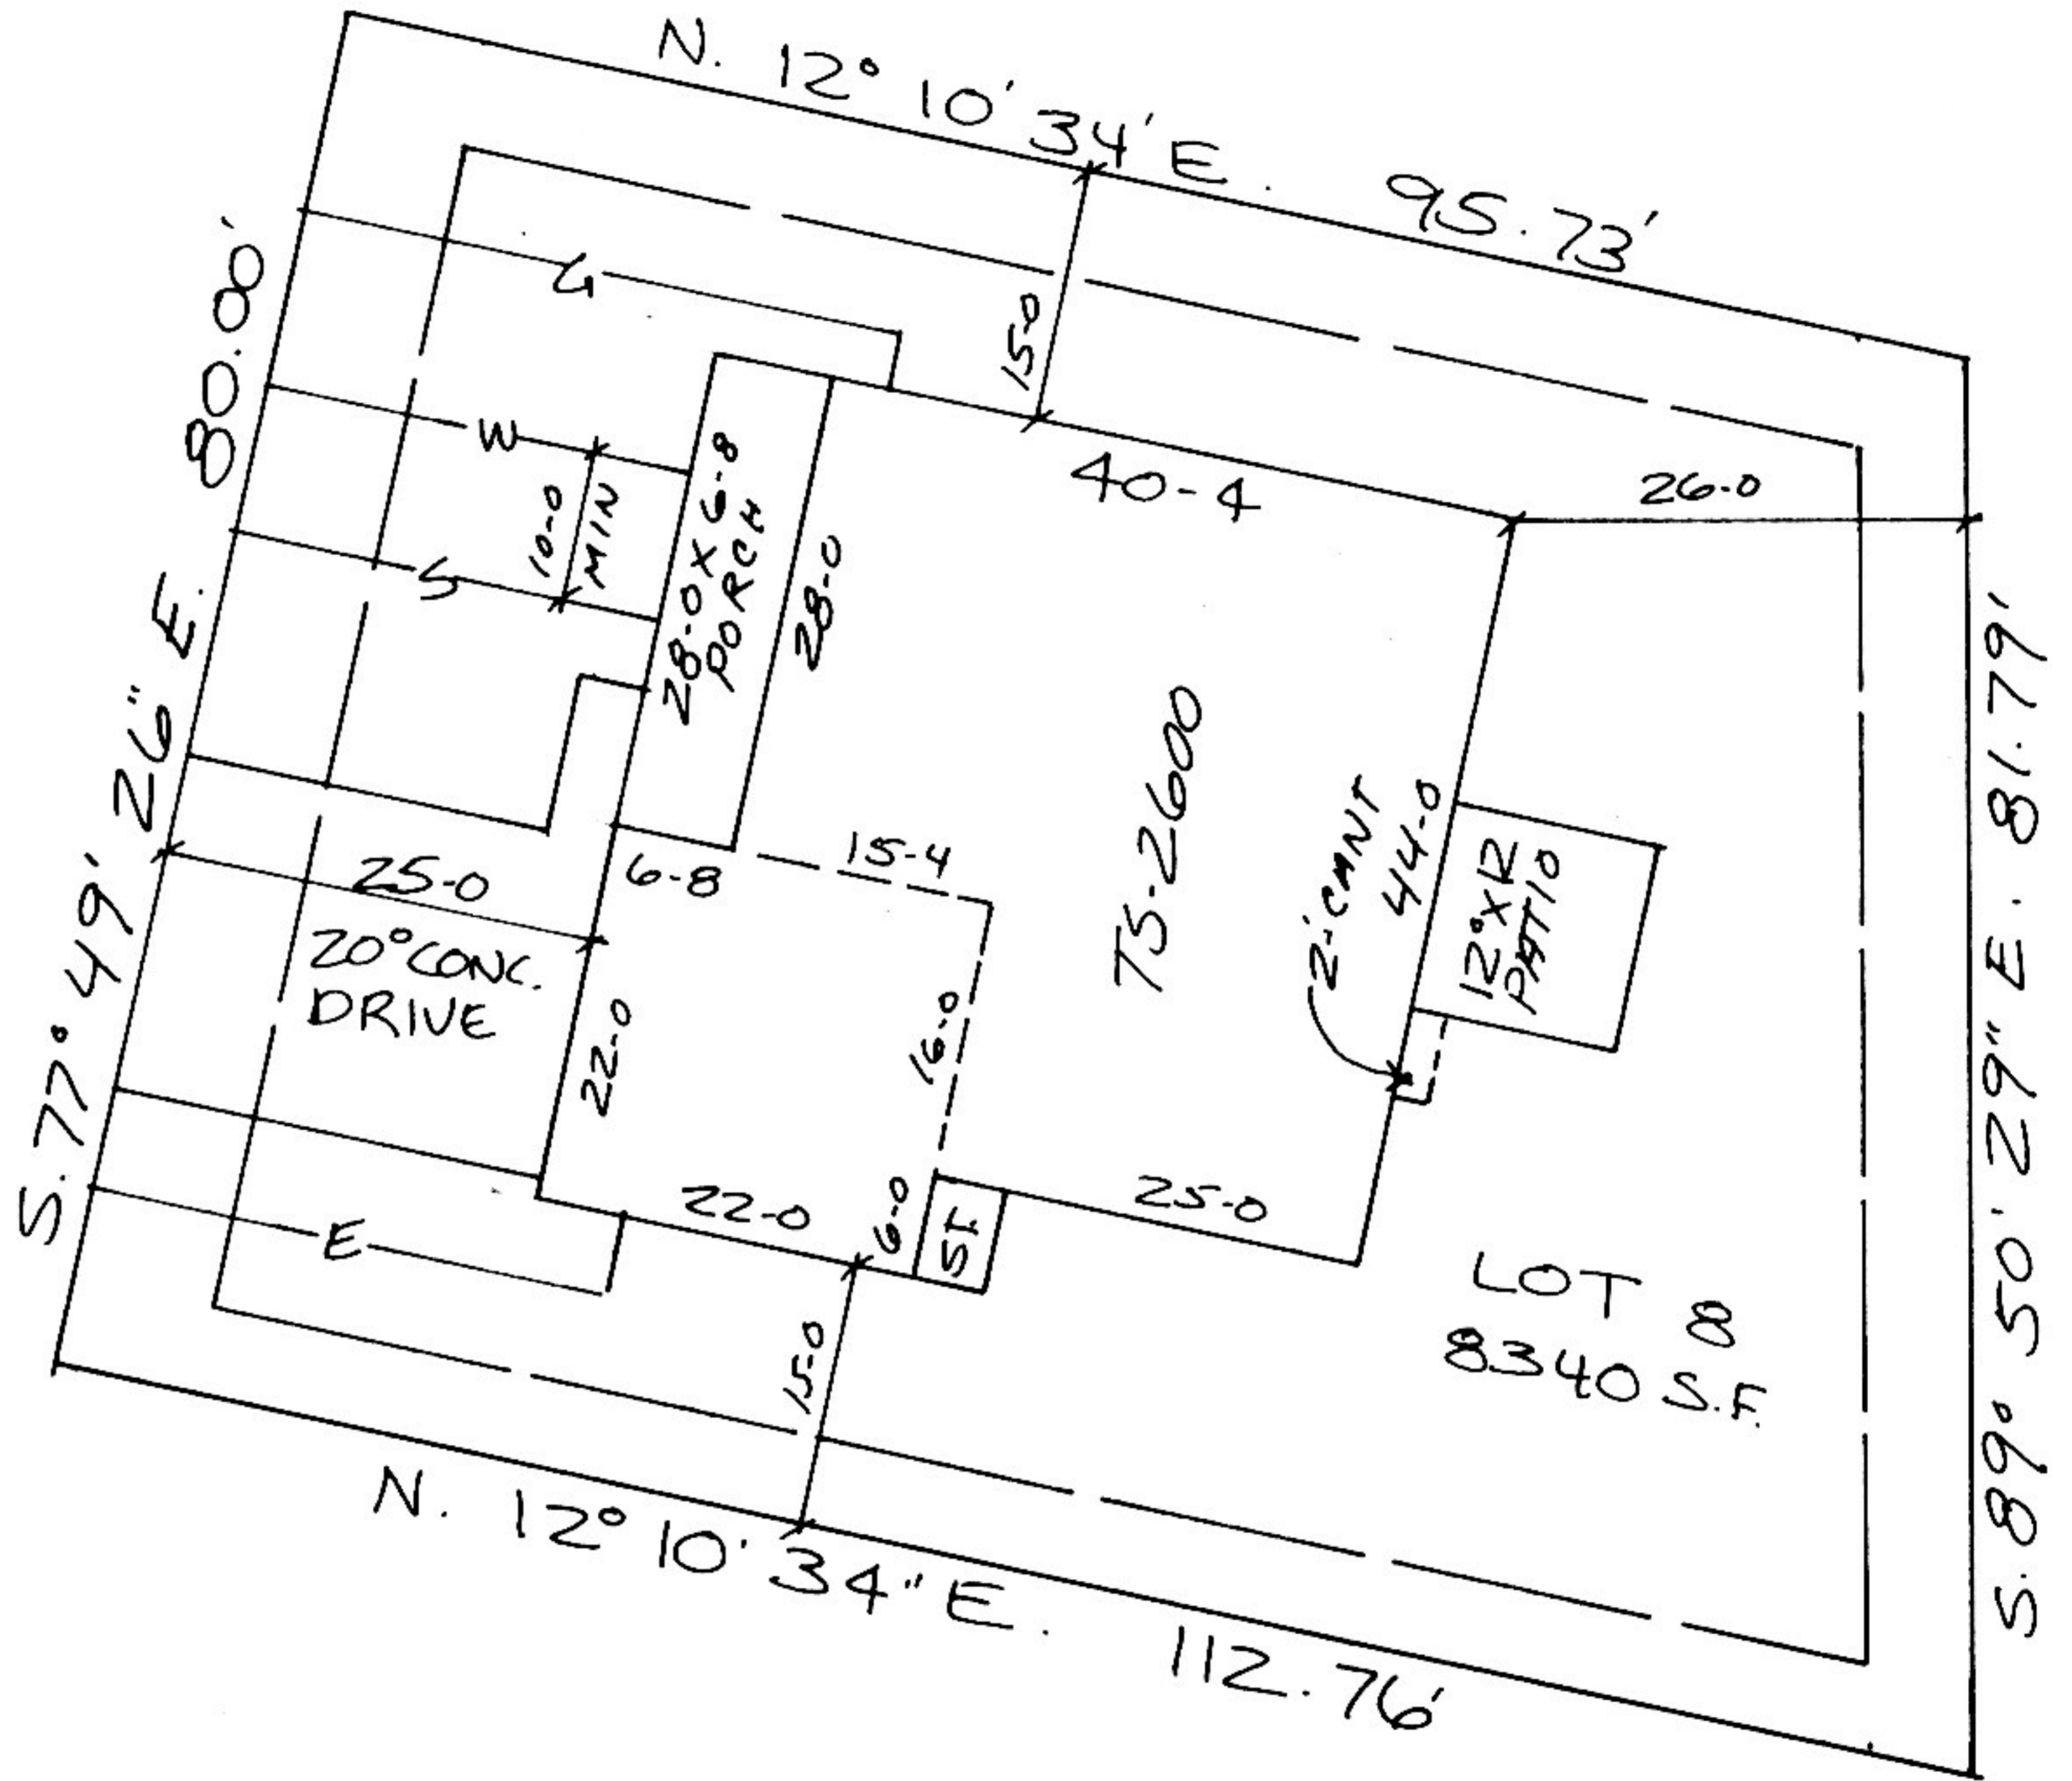 N. 12° 10' 34' E. 95.73'
80.00'
S. 77° 49' 26" E.
G
15-0
W
10-0
MIN
S
28-0 X 6-8
PORCH
28-0
40-4
26-0
S. 89° 50' 29" E. 81.79'
25-0
20° CONC.
DRIVE
6-8
15-4
22-0
16-0
TS-2600
2-' CMNT
44-0
12°X12
PATIO
E
22-0
6-0
ST
25-0
15-0
LOT 8
8340 S.F.
N. 12° 10' 34" E. 112.76'